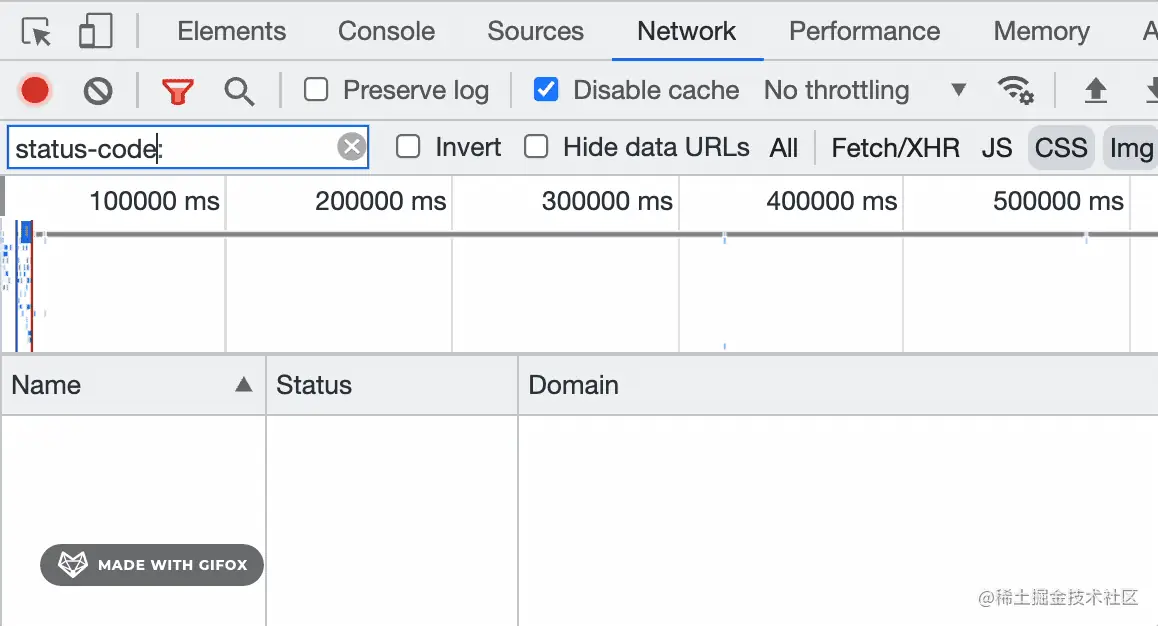 Elements Console Sources Network Performance Memory A
Preserve log Disable cache No throttling
status-code: Invert Hide data URLs All Fetch/XHR JS CSS Img
100000 ms 200000 ms 300000 ms 400000 ms 500000 ms
Name Status Domain
MADE WITH GIFOX
@稀土掘金技术社区